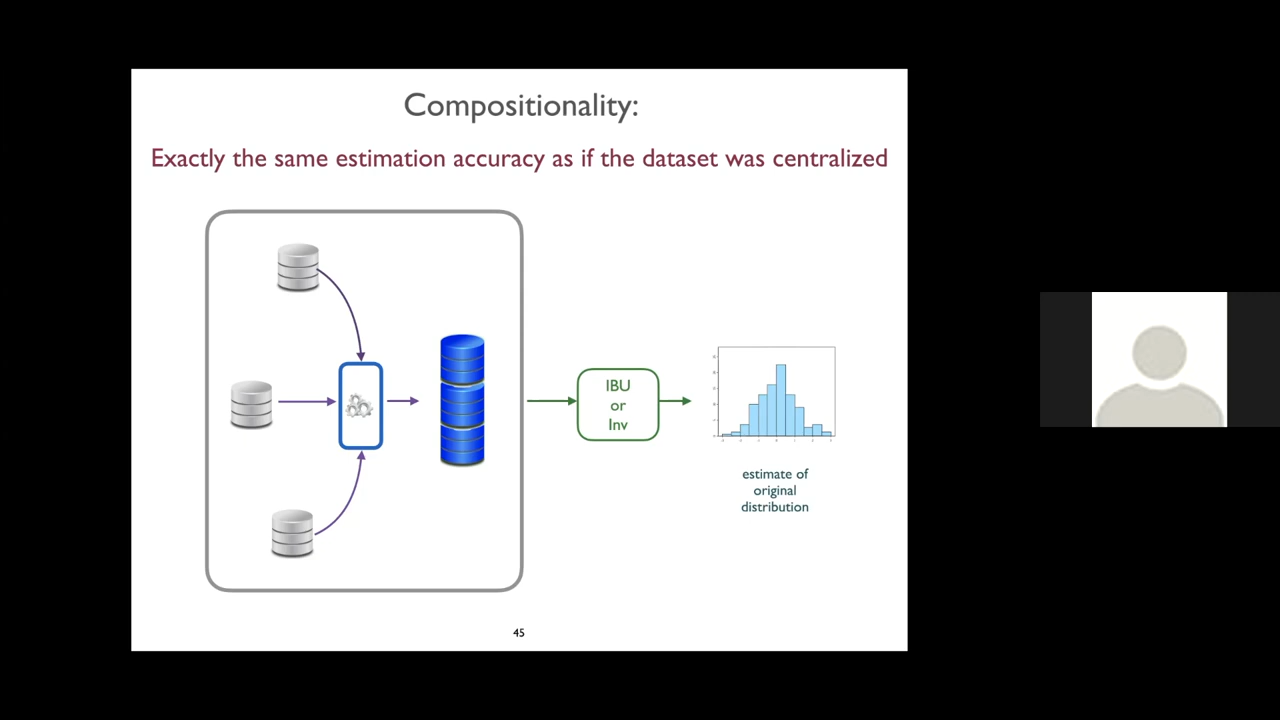 Compositionality:
Exactly the same estimation accuracy as if the dataset was centralized
IBU
or
Inv
estimate of
original
distribution
45